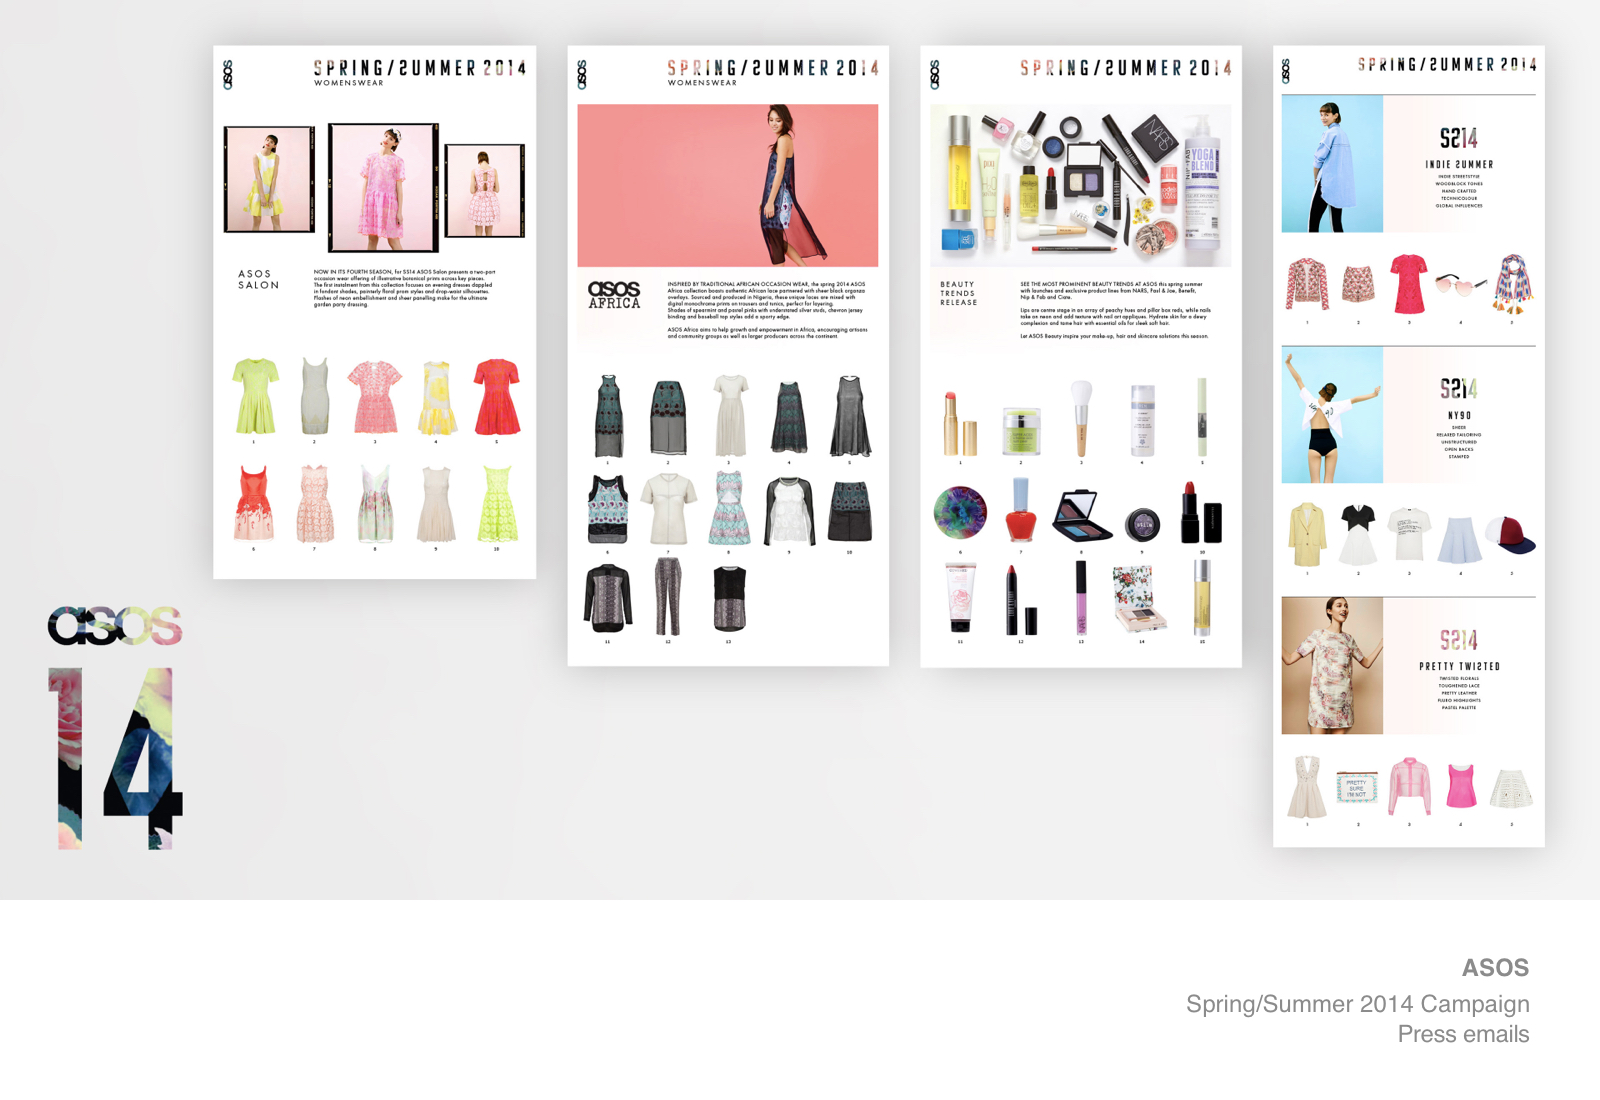 asos
14
asos
SPRING/SUMMER 2014
WOMENSWEAR
ASOS
SALON
NOW IN ITS FOURTH SEASON, for SS14 ASOS Salon presents a two-part
occasion wear offering of illustrative botanical prints across key pieces.
The first instalment from this collection focuses on evening dresses dappled
in fondant shades, painterly floral prom styles and drop-waist silhouettes.
Flashes of neon embellishment and sheer panelling make for the ultimate
garden party dressing.
1 2 3 4 5
6 7 8 9 10
asos
SPRING/SUMMER 2014
WOMENSWEAR
asos
AFRICA
INSPIRED BY TRADITIONAL AFRICAN OCCASION WEAR, the spring 2014 ASOS
Africa collection boasts authentic African lace partnered with sheer black organza
overlays. Sourced and produced in Nigeria, these unique laces are mixed with
digital monochrome prints on trousers and tunics, perfect for layering.
Shades of spearmint and pastel pinks with understated silver studs, chevron jersey
binding and baseball top styles add a sporty edge.
ASOS Africa aims to help growth and empowerment in Africa, encouraging artisans
and community groups as well as larger producers across the continent.
1 2 3 4 5
6 7 8 9 10
11 12 13
asos
SPRING/SUMMER 2014
NARS
YOGA
BLEND
BEAUTY
TRENDS
RELEASE
SEE THE MOST PROMINENT BEAUTY TRENDS AT ASOS this spring summer
with launches and exclusive product lines from NARS, Paul & Joe, Benefit,
Nip & Fab and Ciate.
Lips are centre stage in an array of peachy hues and pillar box reds, while nails
take on neon and add texture with nail art appliques. Hydrate skin for a dewy
complexion and tame hair with essential oils for sleek soft hair.
Let ASOS Beauty inspire your make-up, hair and skincare solutions this season.
1 2 3 4 5
6 7 8 9 10
11 12 13 14 15
asos
SPRING/SUMMER 2014
SS14
INDIE SUMMER
INDIE STREETSTYLE
WOODBLOCK TONES
HAND CRAFTED
TECHNICOLOUR
GLOBAL INFLUENCES
1 2 3 4 5
SS14
NY90
SHEER
RELAXED TAILORING
UNSTRUCTURED
OPEN BACKS
STAMPED
1 2 3 4 5
SS14
PRETTY TWISTED
TWISTED FLORALS
TOUGHENED LACE
PRETTY LEATHER
FLURO HIGHLIGHTS
PASTEL PALETTE
PRETTY
SURE
I'M NOT
1 2 3 4 5
ASOS
Spring/Summer 2014 Campaign
Press emails